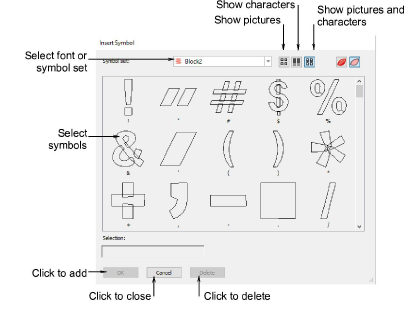 Show characters
Show pictures
Show pictures and
characters
Insert Symbol
Select font or
symbol set
Symbol set:
Block2
! " # $ %
Select
symbols
& ' ( ) *
+ , - . /
Selection:
Click to add
OK
Cancel
Delete
Click to close
Click to delete